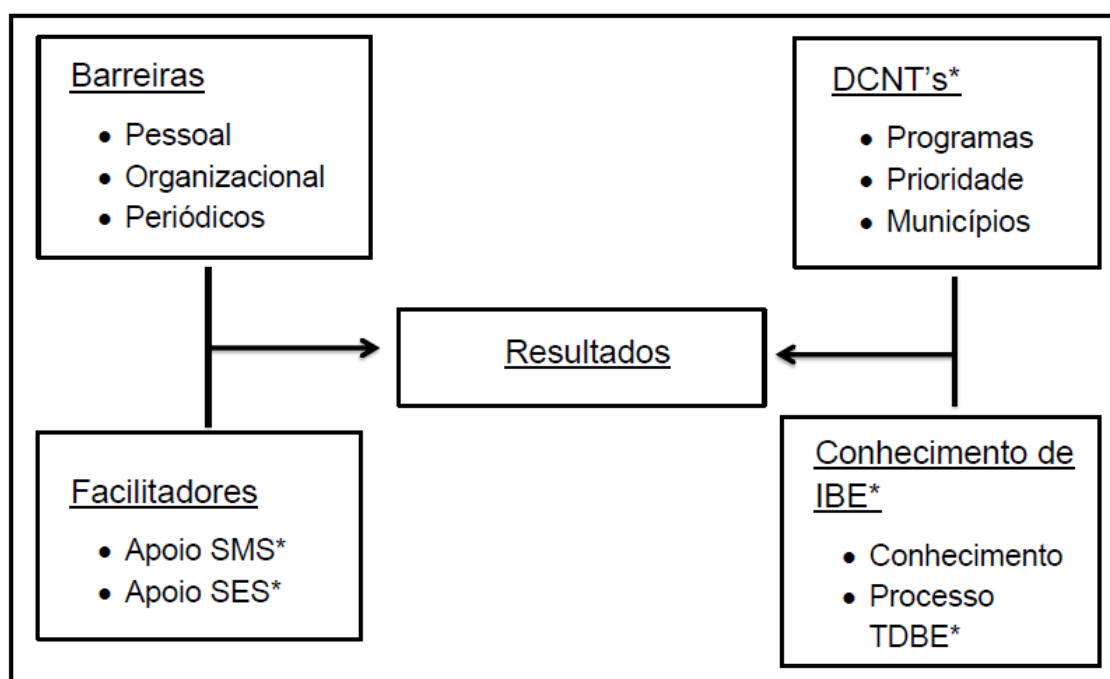 Barreiras
• Pessoal
• Organizacional
• Periódicos
DCNT’s*
• Programas
• Prioridade
• Municípios
Resultados
Facilitadores
• Apoio SMS*
• Apoio SES*
Conhecimento de
IBE*
• Conhecimento
• Processo
TDBE*